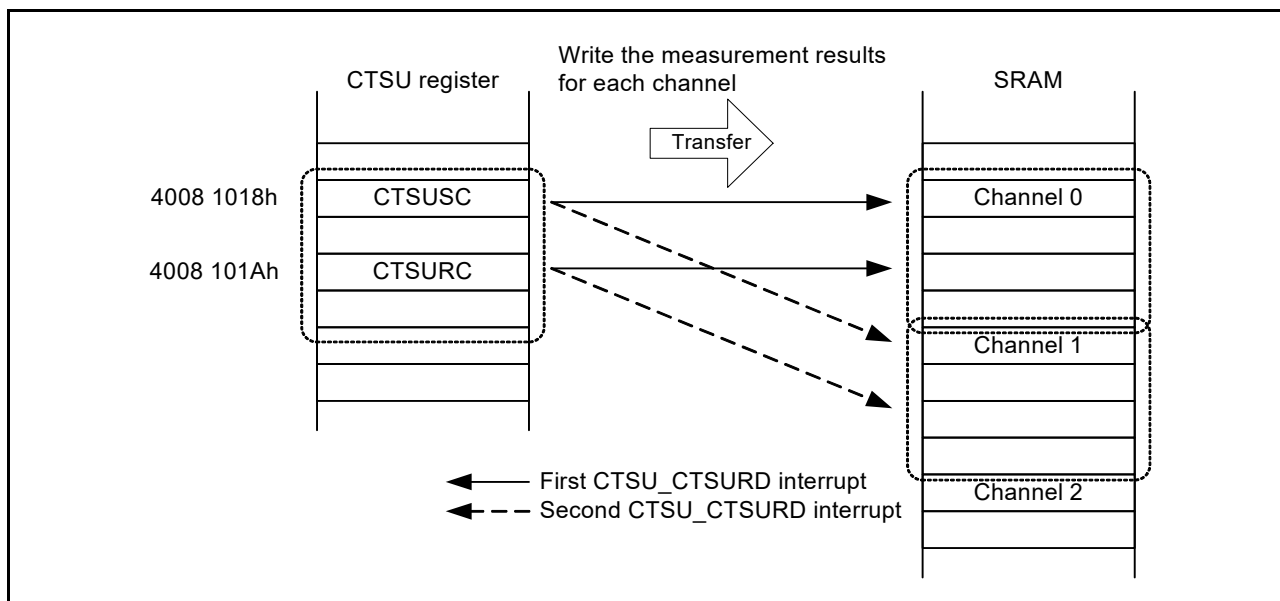 Write the measurement results
for each channel
CTSU register
SRAM
Transfer
4008 1018h
CTSUSC
Channel 0
4008 101Ah
CTSURC
Channel 1
First CTSU_CTSURD interrupt
Second CTSU_CTSURD interrupt
Channel 2